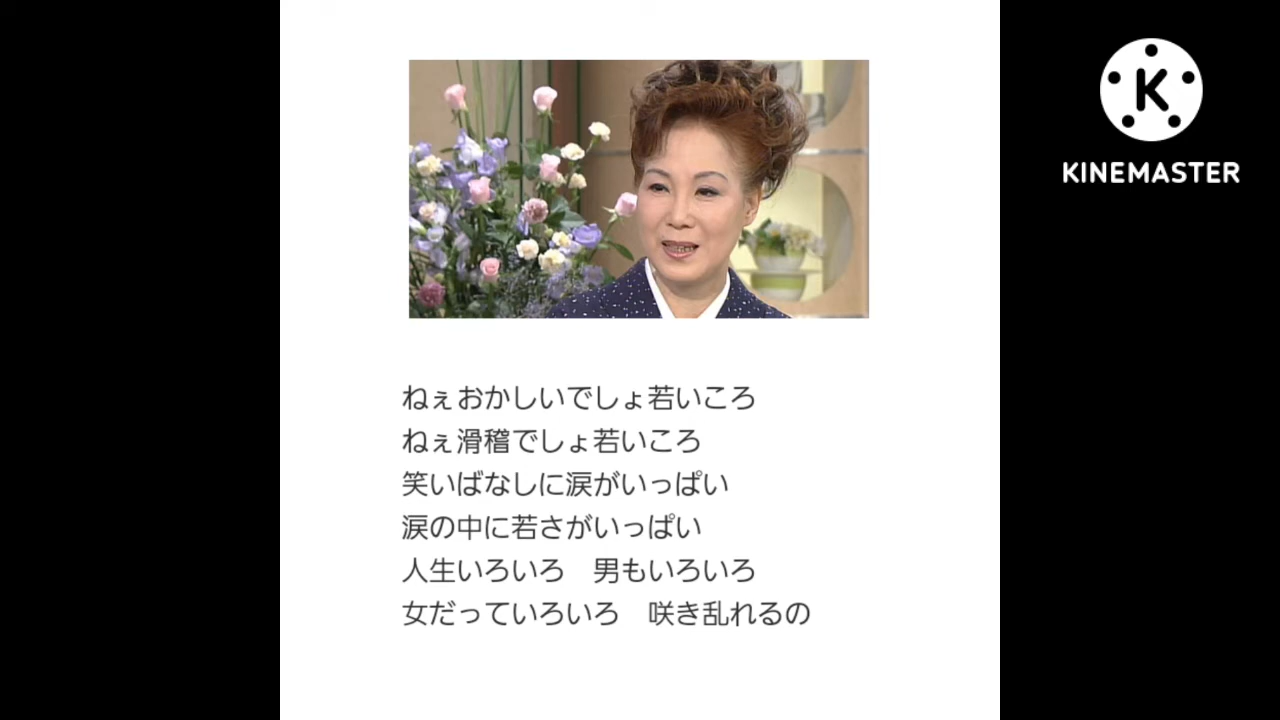 KINEMASTER
ねぇおかしいでしょ若いころ
ねぇ滑稽でしょ若いころ
笑いばなしに涙がいっぱい
涙の中に若さがいっぱい
人生いろいろ　男もいろいろ
女だっていろいろ　咲き乱れるの